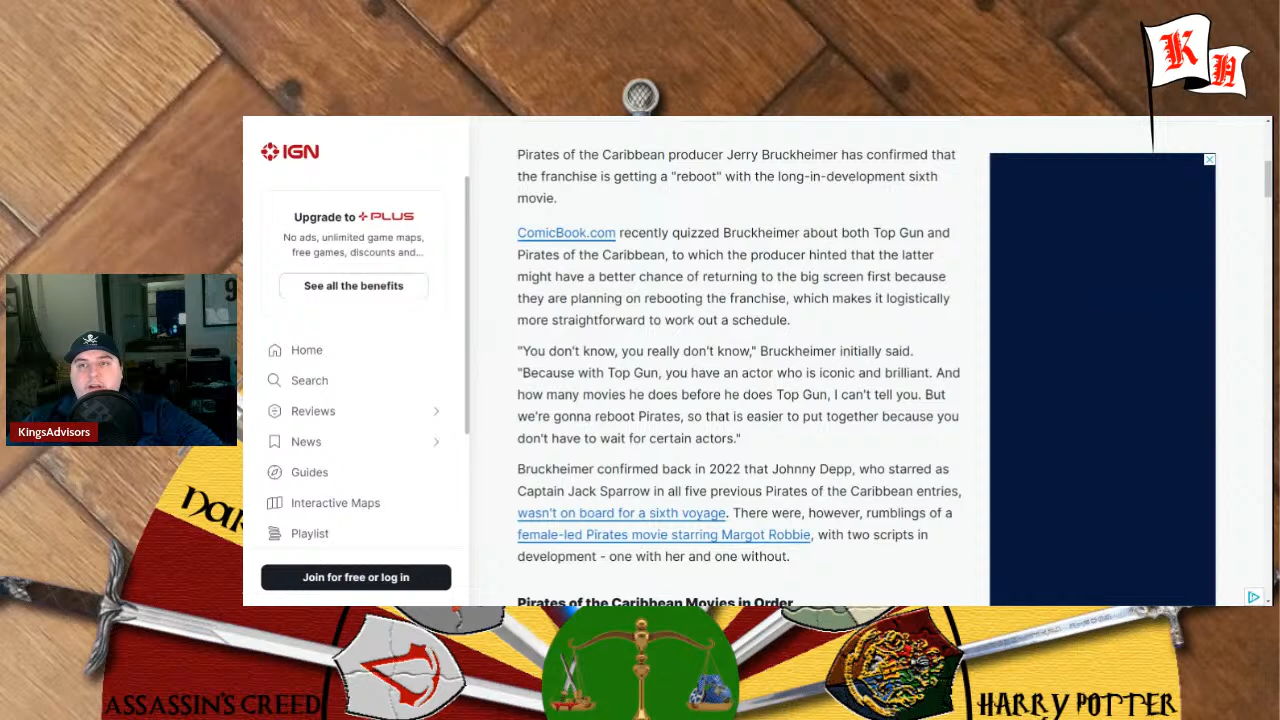 K
H
IGN
Upgrade to PLUS
No ads, unlimited game maps,
free games, discounts and...
See all the benefits
Home
Search
Reviews
News
Guides
Interactive Maps
Playlist
Join for free or log in
Pirates of the Caribbean producer Jerry Bruckheimer has confirmed that
the franchise is getting a "reboot" with the long-in-development sixth
movie.
ComicBook.com recently quizzed Bruckheimer about both Top Gun and
Pirates of the Caribbean, to which the producer hinted that the latter
might have a better chance of returning to the big screen first because
they are planning on rebooting the franchise, which makes it logistically
more straightforward to work out a schedule.
"You don't know, you really don't know," Bruckheimer initially said.
"Because with Top Gun, you have an actor who is iconic and brilliant. And
how many movies he does before he does Top Gun, I can't tell you. But
we're gonna reboot Pirates, so that is easier to put together because you
don't have to wait for certain actors."
Bruckheimer confirmed back in 2022 that Johnny Depp, who starred as
Captain Jack Sparrow in all five previous Pirates of the Caribbean entries,
wasn't on board for a sixth voyage. There were, however, rumblings of a
female-led Pirates movie starring Margot Robbie, with two scripts in
development - one with her and one without.
Pirates of the Caribbean Movies in Order
9
KingsAdvisors
ASSASSIN'S CREED
HARRY POTTER